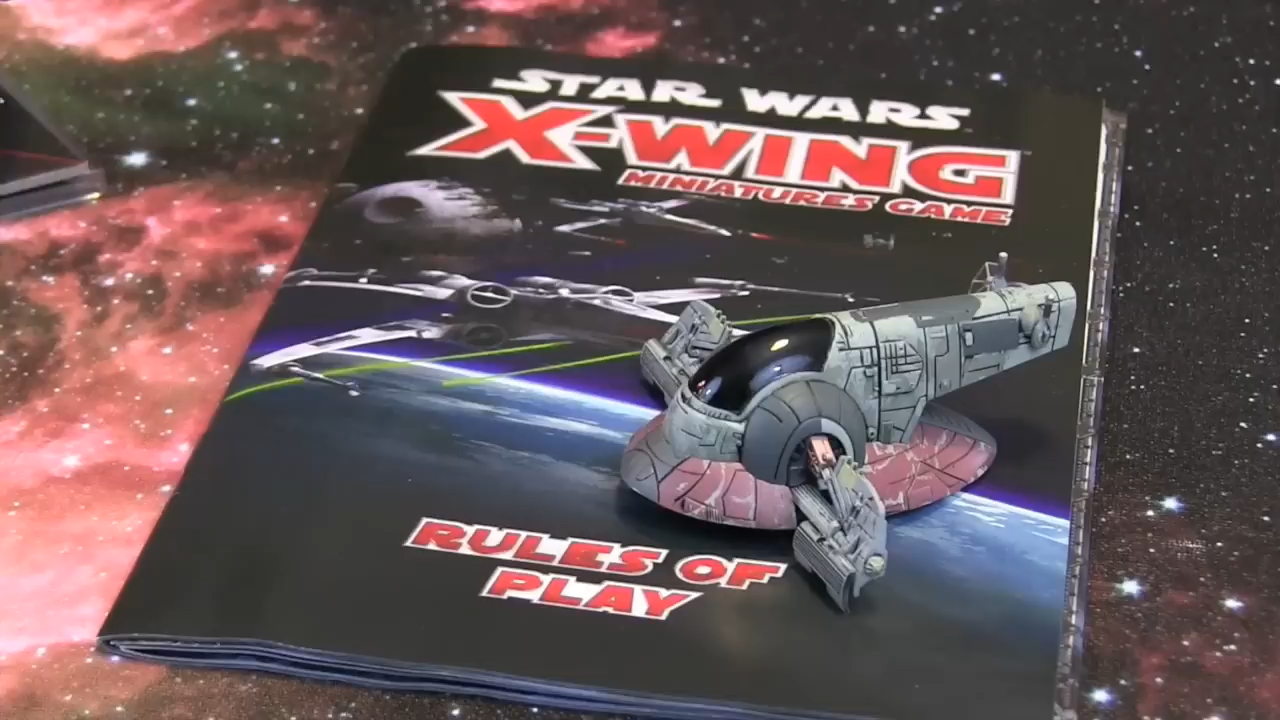 STAR WARS
X-WING
MINIATURES GAME
RULES OF
PLAY